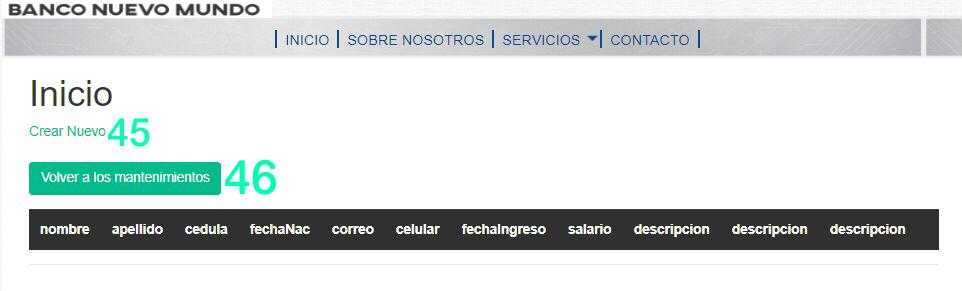 BANCO NUEVO MUNDO
INICIO SOBRE NOSOTROS SERVICIOS CONTACTO
Inicio
Crear Nuevo 45
Volver a los mantenimientos 46
nombre apellido cedula fechaNac correo celular fechaIngreso salario descripcion descripcion descripcion